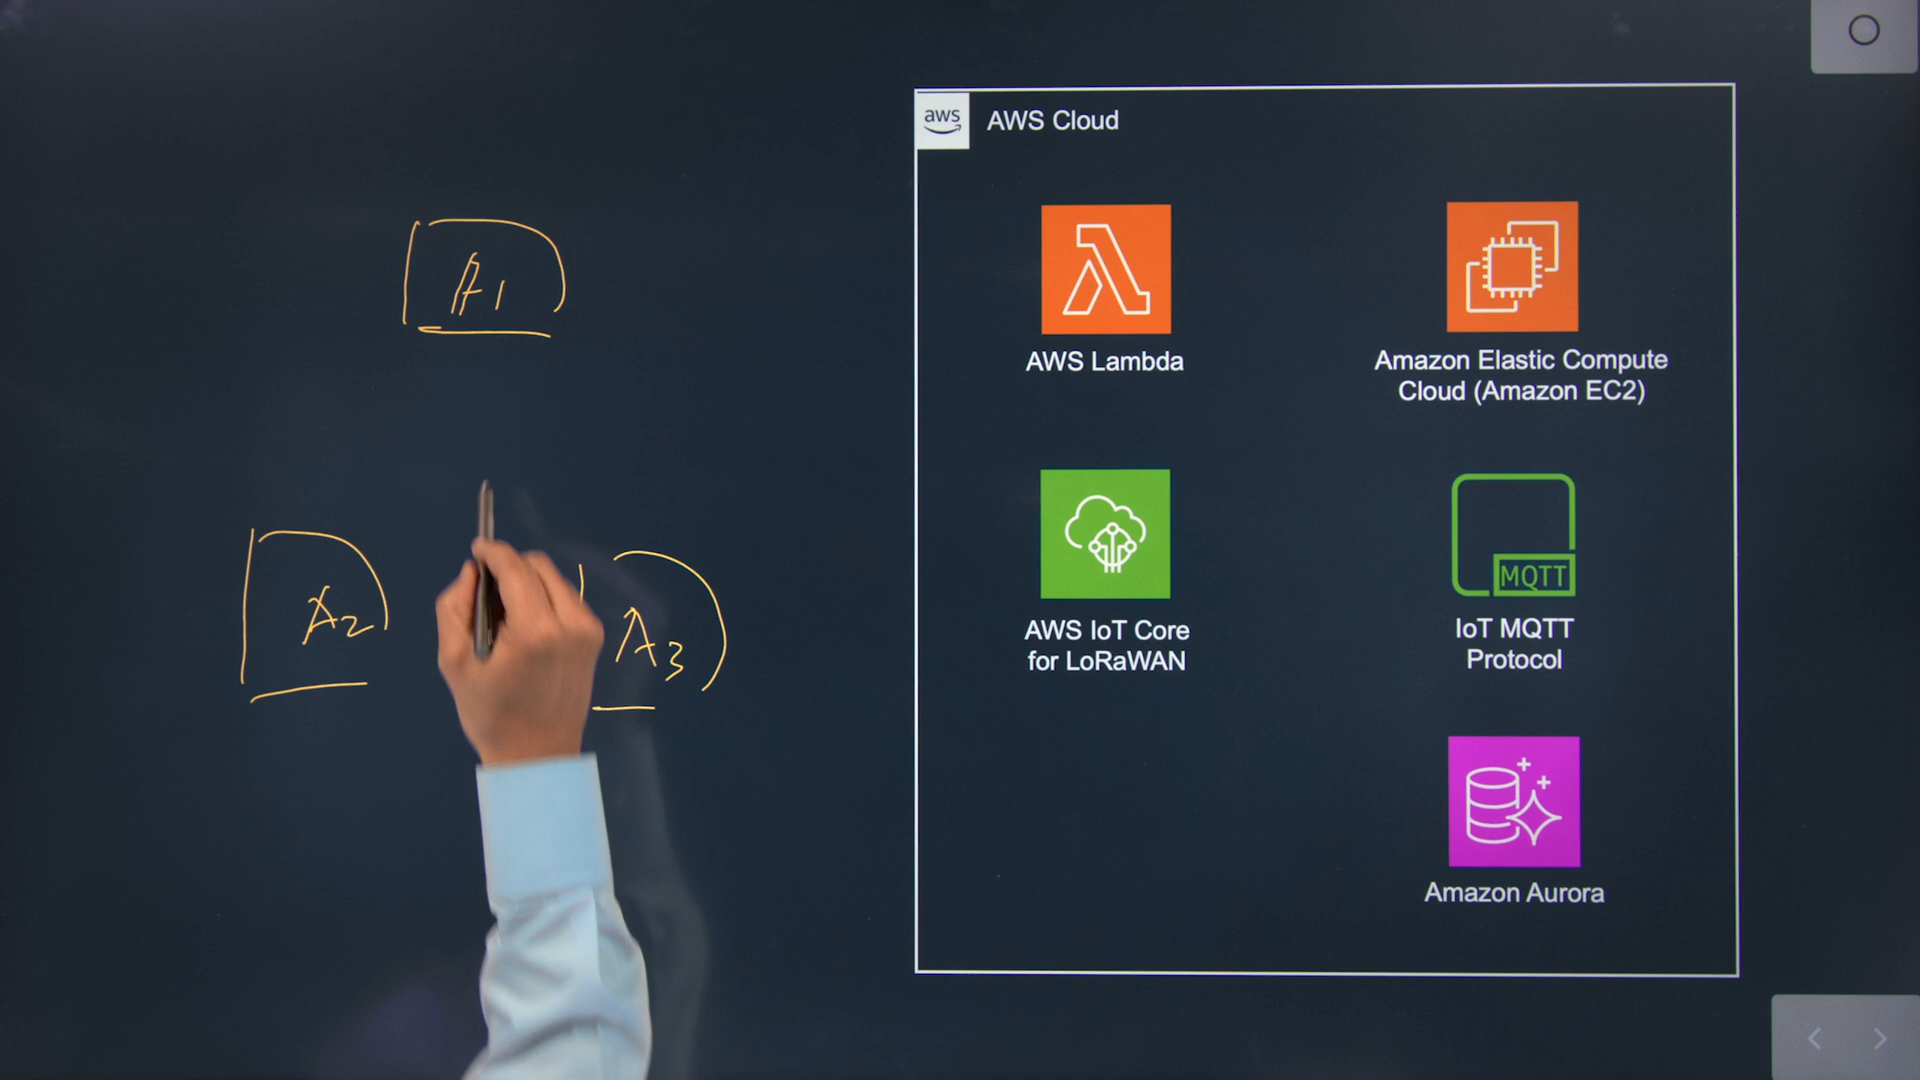 A1
A2
A3
aws
AWS Cloud
AWS Lambda
Amazon Elastic Compute
Cloud (Amazon EC2)
AWS IoT Core
for LoRaWAN
MQTT
IoT MQTT
Protocol
Amazon Aurora